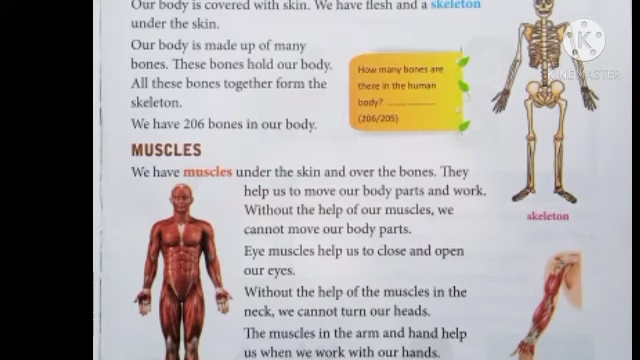 Our body is covered with skin. We have flesh and a skeleton
under the skin.
Our body is made up of many
bones. These bones hold our body.
All these bones together form the
skeleton.
We have 206 bones in our body.
How many bones are
there in the human
body? ..................
(206/205)
K
KINEMASTER
skeleton
MUSCLES
We have muscles under the skin and over the bones. They
help us to move our body parts and work.
Without the help of our muscles, we
cannot move our body parts.
Eye muscles help us to close and open
our eyes.
Without the help of the muscles in the
neck, we cannot turn our heads.
The muscles in the arm and hand help
us when we work with our hands.